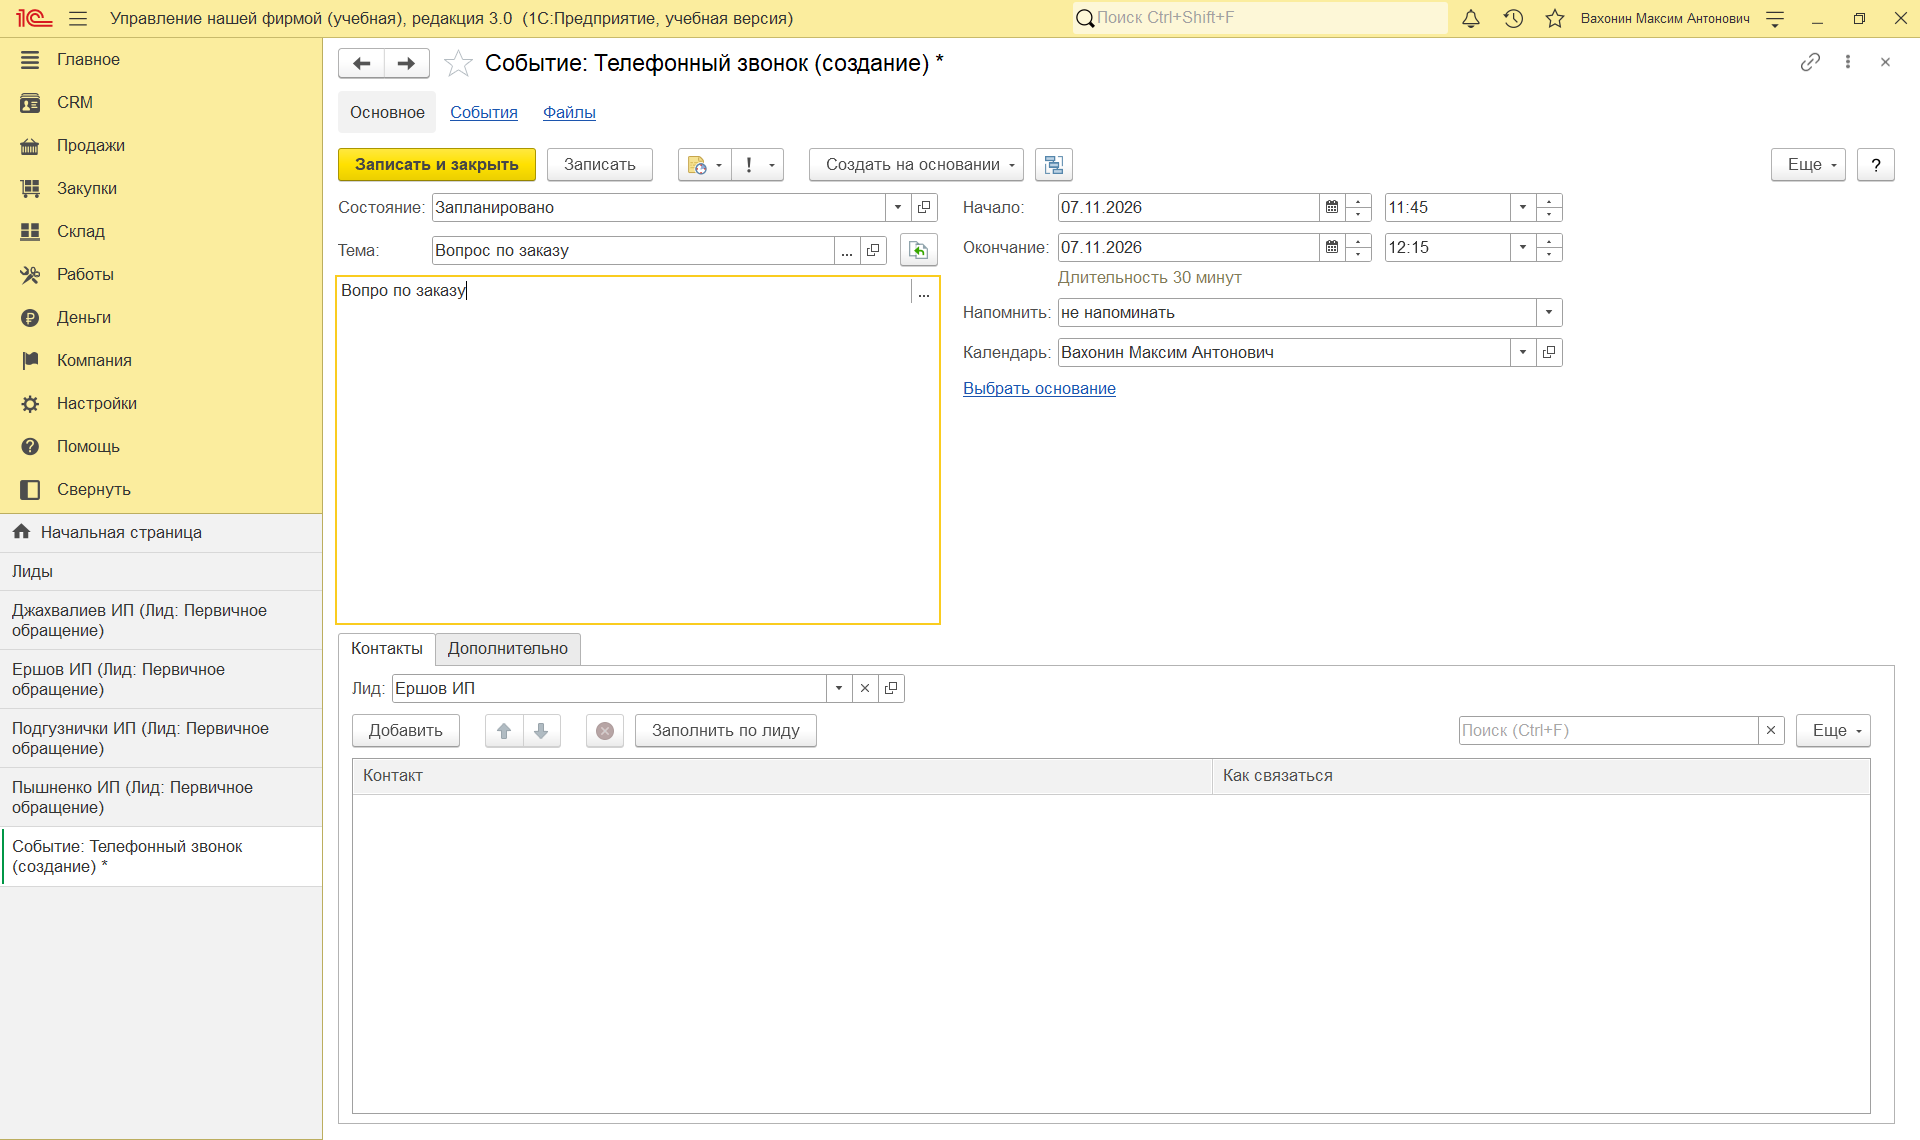 Управление нашей фирмой (учебная), редакция 3.0 (1С:Предприятие, учебная версия)
Поиск Ctrl+Shift+F
Вахонин Максим Антонович
Главное
CRM
Продажи
Закупки
Склад
Работы
Деньги
Компания
Настройки
Помощь
Свернуть
Начальная страница
Лиды
Джахвалиев ИП (Лид: Первичное
обращение)
Ершов ИП (Лид: Первичное
обращение)
Подгузнички ИП (Лид: Первичное
обращение)
Пышненко ИП (Лид: Первичное
обращение)
Событие: Телефонный звонок
(создание) *
Событие: Телефонный звонок (создание) *
Основное События Файлы
Записать и закрыть Записать ! Создать на основании Еще ?
Состояние: Запланировано
Тема: Вопрос по заказу ...
Вопро по заказу ...
Начало: 07.11.2026 11:45
Окончание: 07.11.2026 12:15
Длительность 30 минут
Напомнить: не напоминать
Календарь: Вахонин Максим Антонович
Выбрать основание
Контакты Дополнительно
Лид: Ершов ИП
Добавить Заполнить по лиду Поиск (Ctrl+F) Еще
Контакт Как связаться